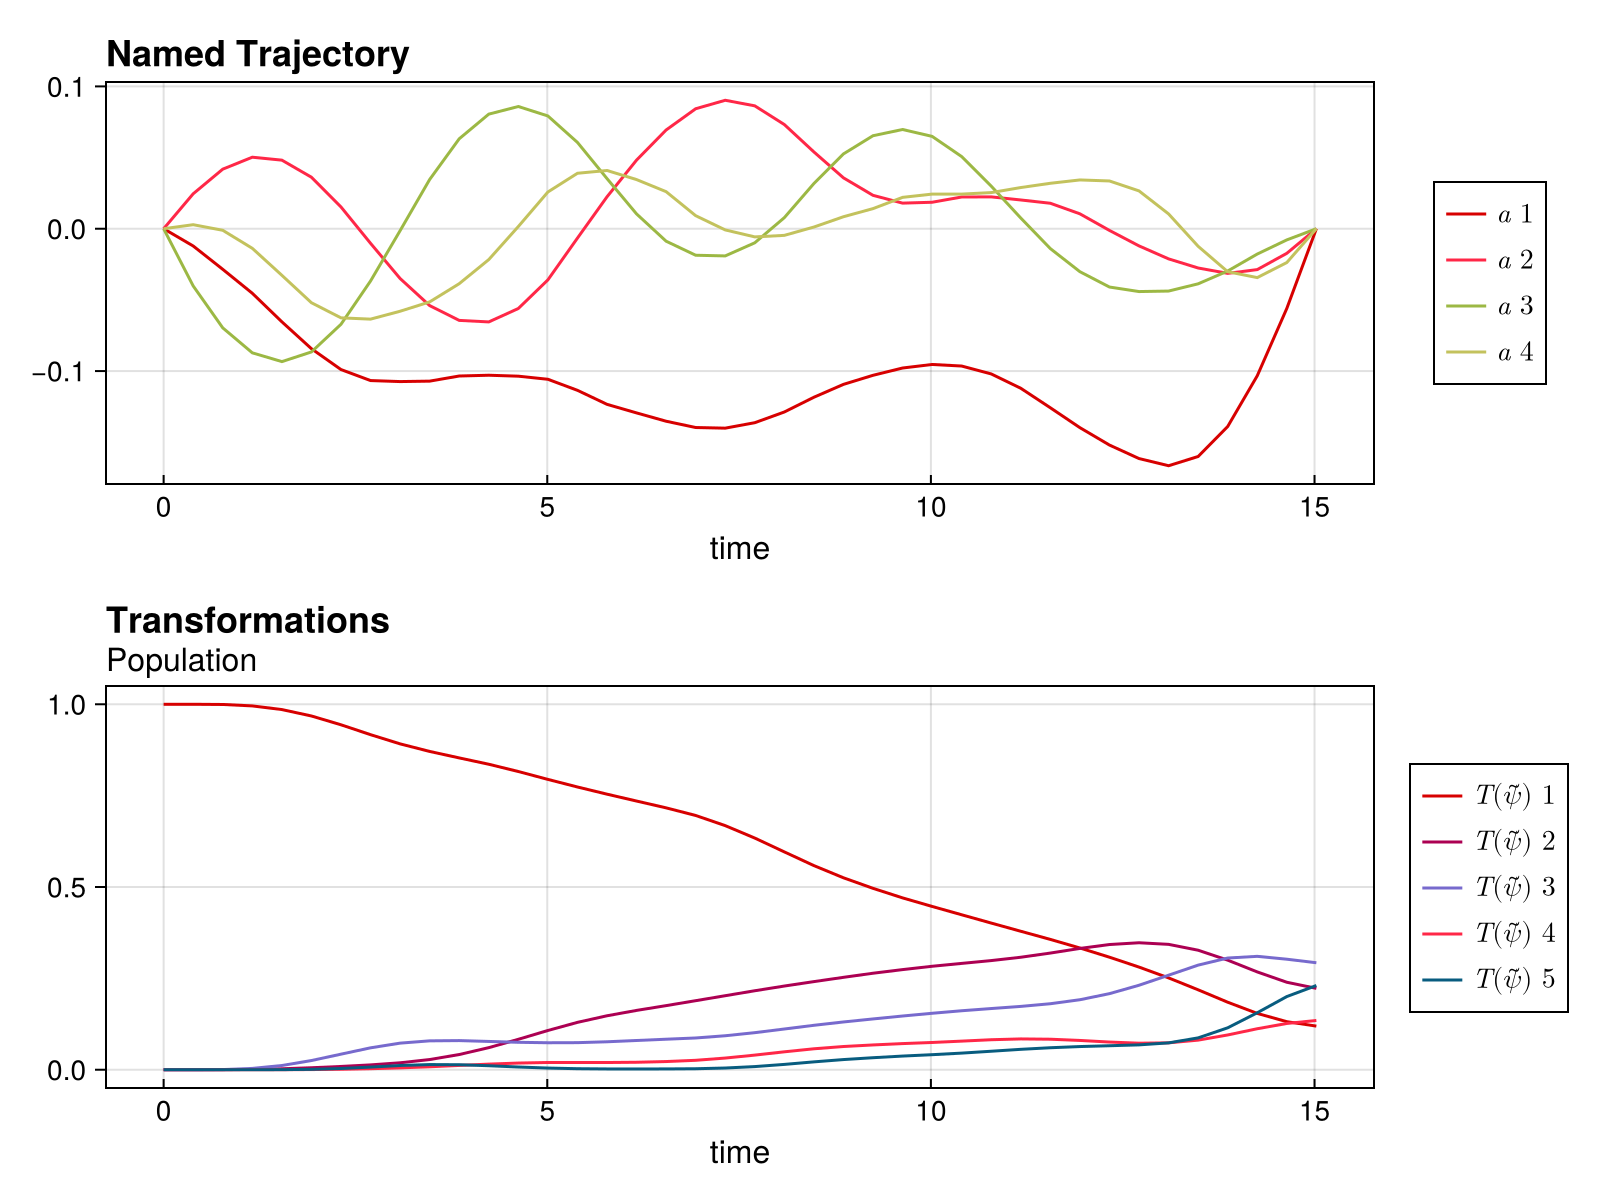 Named Trajectory
0.1
0.0
−0.1
0 5 10 15
time
a 1
a 2
a 3
a 4
Transformations
Population
1.0
0.5
0.0
0 5 10 15
time
T(ψ̃) 1
T(ψ̃) 2
T(ψ̃) 3
T(ψ̃) 4
T(ψ̃) 5